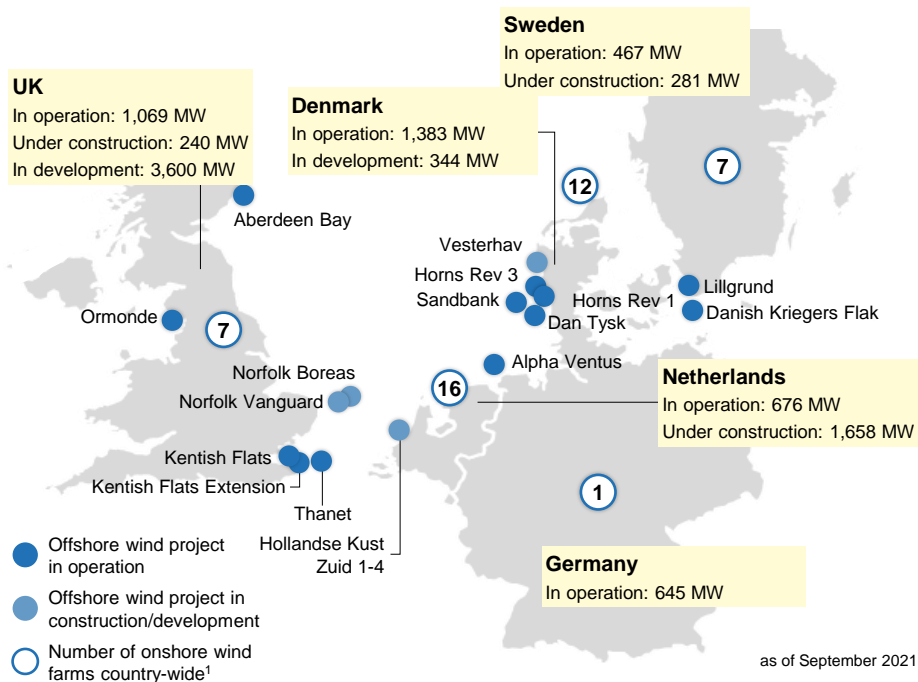 Sweden
In operation: 467 MW
Under construction: 281 MW
UK
In operation: 1,069 MW
Under construction: 240 MW
In development: 3,600 MW
Denmark
In operation: 1,383 MW
In development: 344 MW
7
12
Aberdeen Bay
Vesterhav
Horns Rev 3
Sandbank
Horns Rev 1
Dan Tysk
Lillgrund
Danish Kriegers Flak
Ormonde
7
Alpha Ventus
Norfolk Boreas
Norfolk Vanguard
16
Netherlands
In operation: 676 MW
Under construction: 1,658 MW
Kentish Flats
Kentish Flats Extension
Thanet
Hollandse Kust
Zuid 1-4
1
Germany
In operation: 645 MW
Offshore wind project
in operation
Offshore wind project in
construction/development
Number of onshore wind
farms country-wide¹
as of September 2021